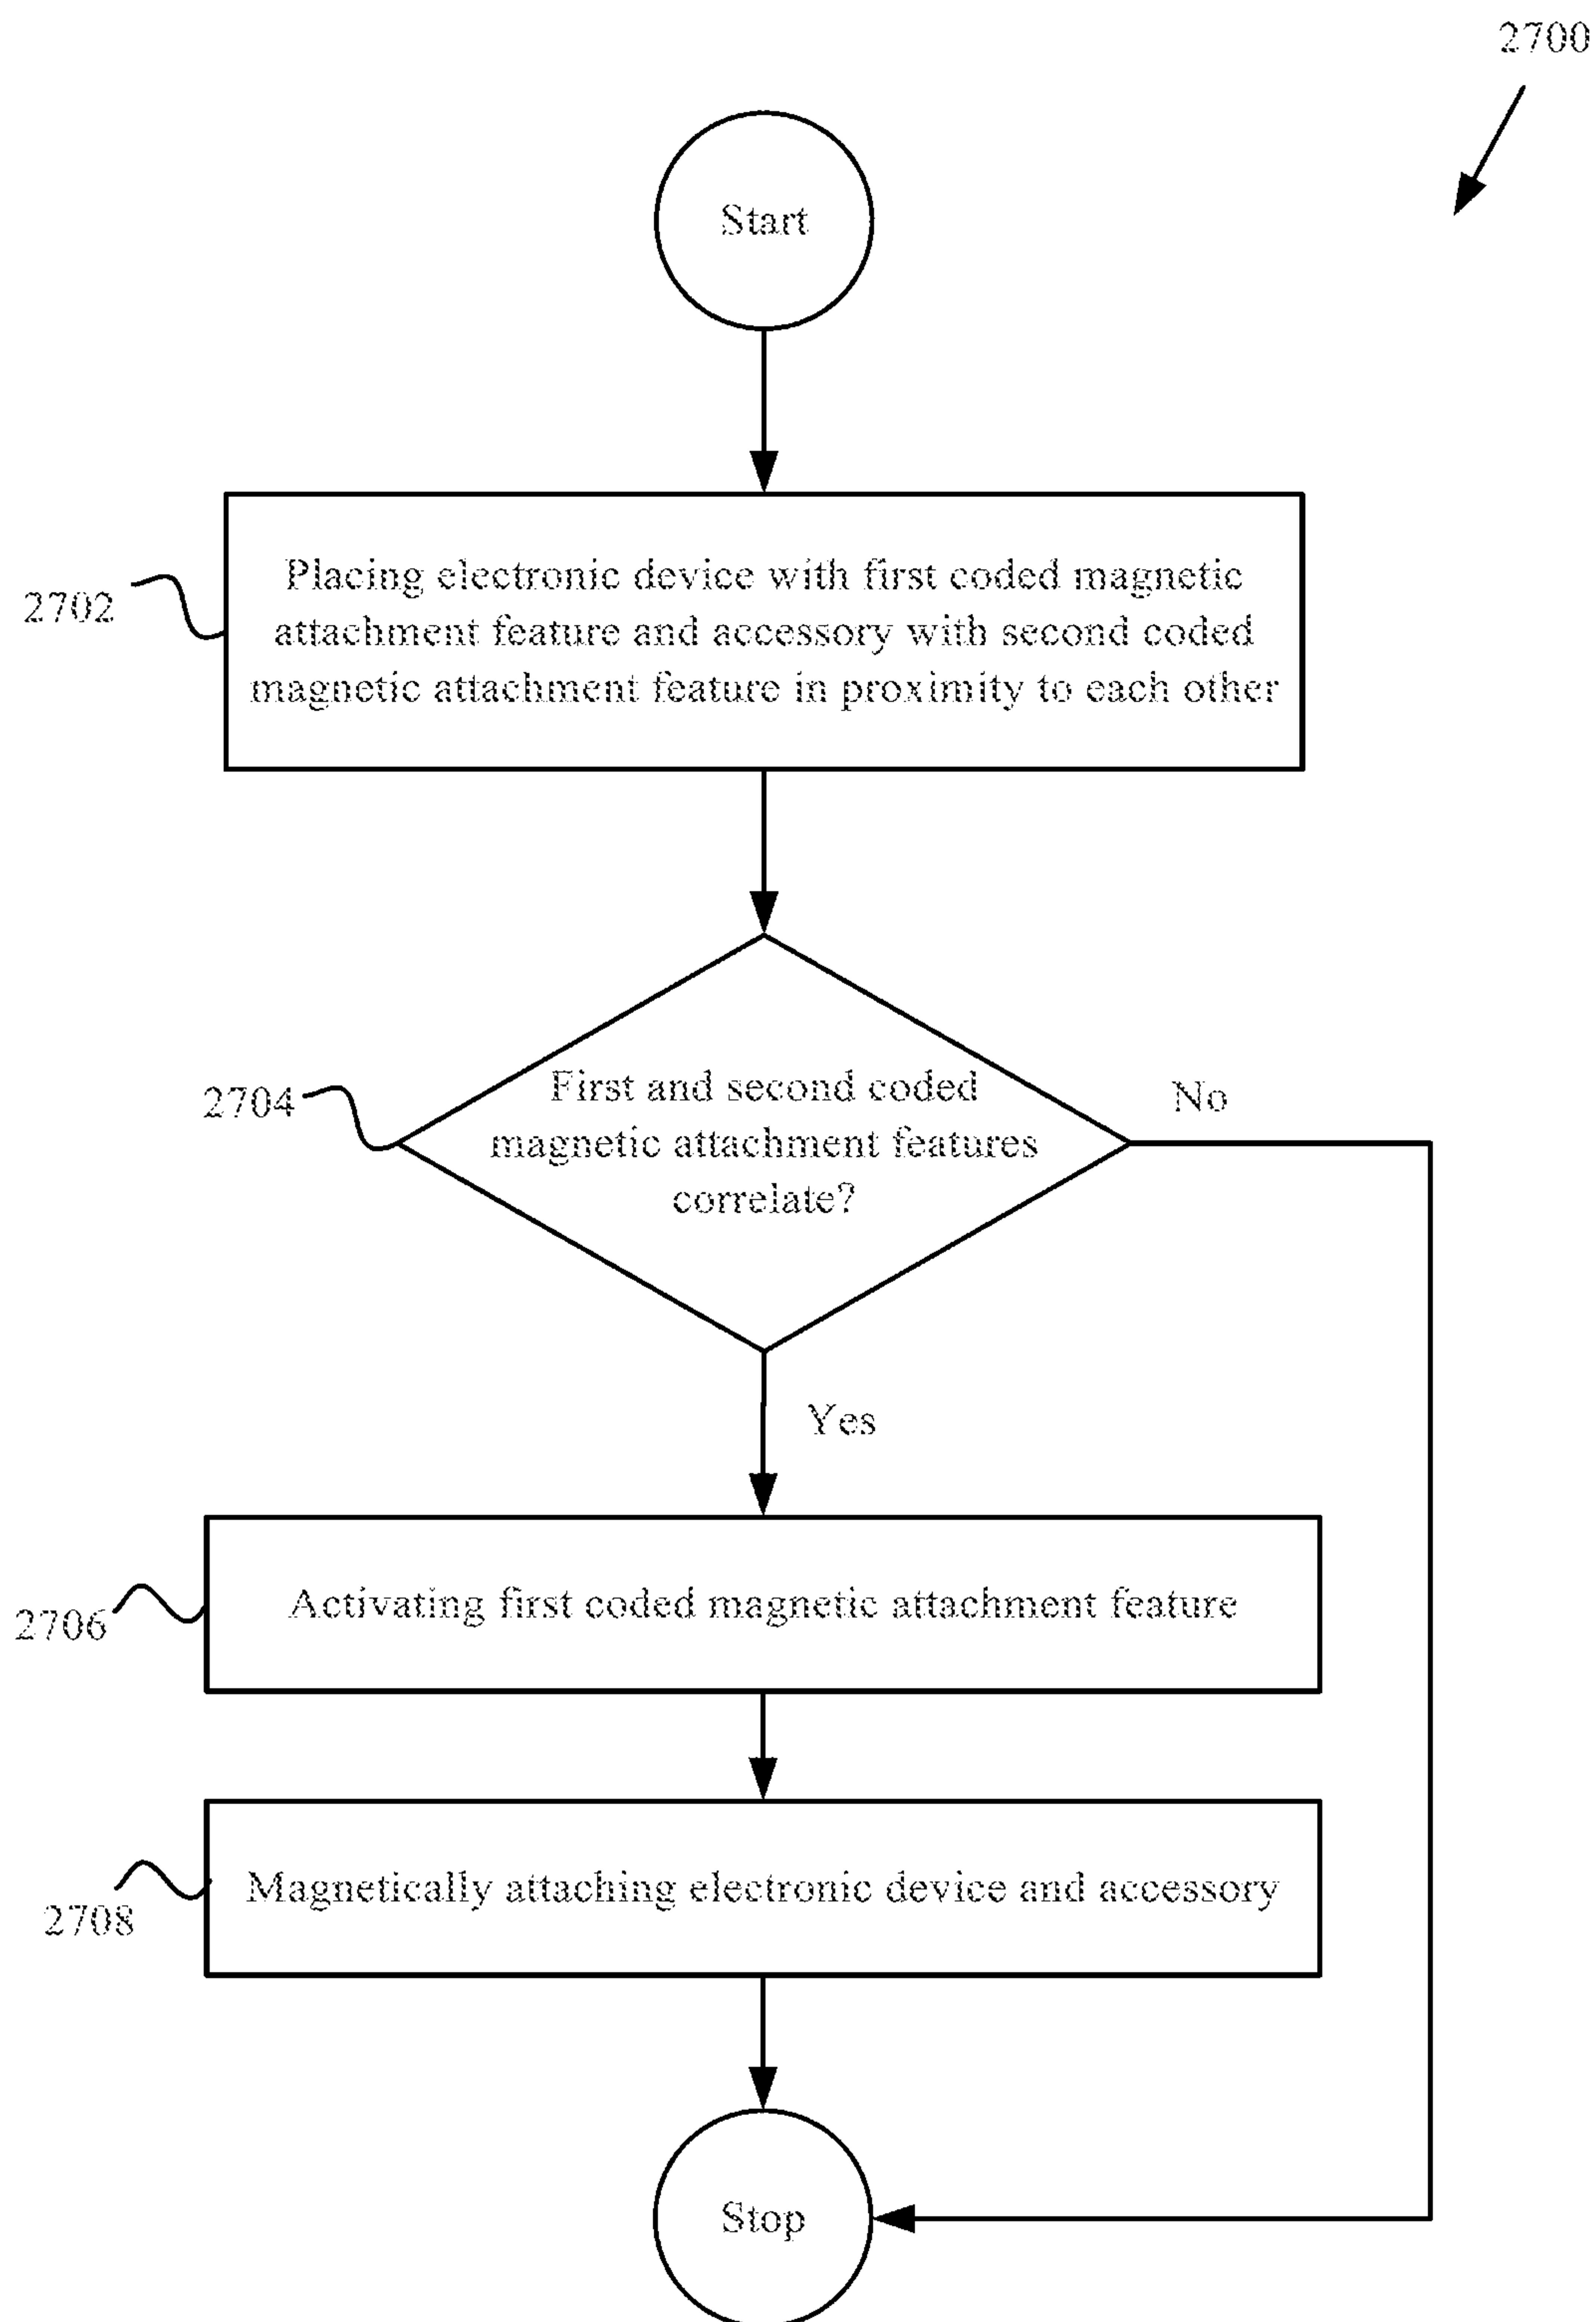 2700
Start
2702
Placing electronic device with first coded magnetic
attachment feature and accessory with second coded
magnetic attachment feature in proximity to each other
2704
First and second coded
magnetic attachment features
correlate?
No
Yes
2706
Activating first coded magnetic attachment feature
2708
Magnetically attaching electronic device and accessory
Stop